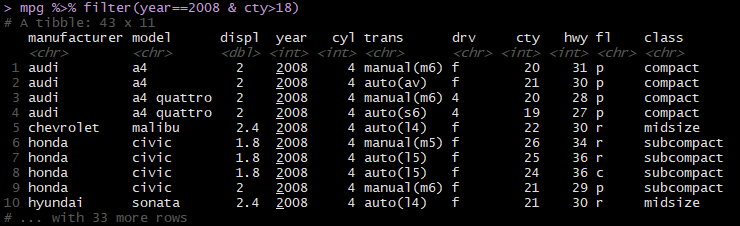 > mpg %>% filter(year==2008 & cty>18)
# A tibble: 43 x 11
   manufacturer model      displ  year   cyl trans      drv     cty   hwy fl    class
   <chr>        <chr>      <dbl> <int> <int> <chr>      <chr> <int> <int> <chr> <chr>
 1 audi         a4           2    2008     4 manual(m6) f        20    31 p     compact
 2 audi         a4           2    2008     4 auto(av)   f        21    30 p     compact
 3 audi         a4 quattro   2    2008     4 manual(m6) 4        20    28 p     compact
 4 audi         a4 quattro   2    2008     4 auto(s6)   4        19    27 p     compact
 5 chevrolet    malibu       2.4  2008     4 auto(l4)   f        22    30 r     midsize
 6 honda        civic        1.8  2008     4 manual(m5) f        26    34 r     subcompact
 7 honda        civic        1.8  2008     4 auto(l5)   f        25    36 r     subcompact
 8 honda        civic        1.8  2008     4 auto(l5)   f        24    36 c     subcompact
 9 honda        civic        2    2008     4 manual(m6) f        21    29 p     subcompact
10 hyundai      sonata       2.4  2008     4 auto(l4)   f        21    30 r     midsize
# ... with 33 more rows